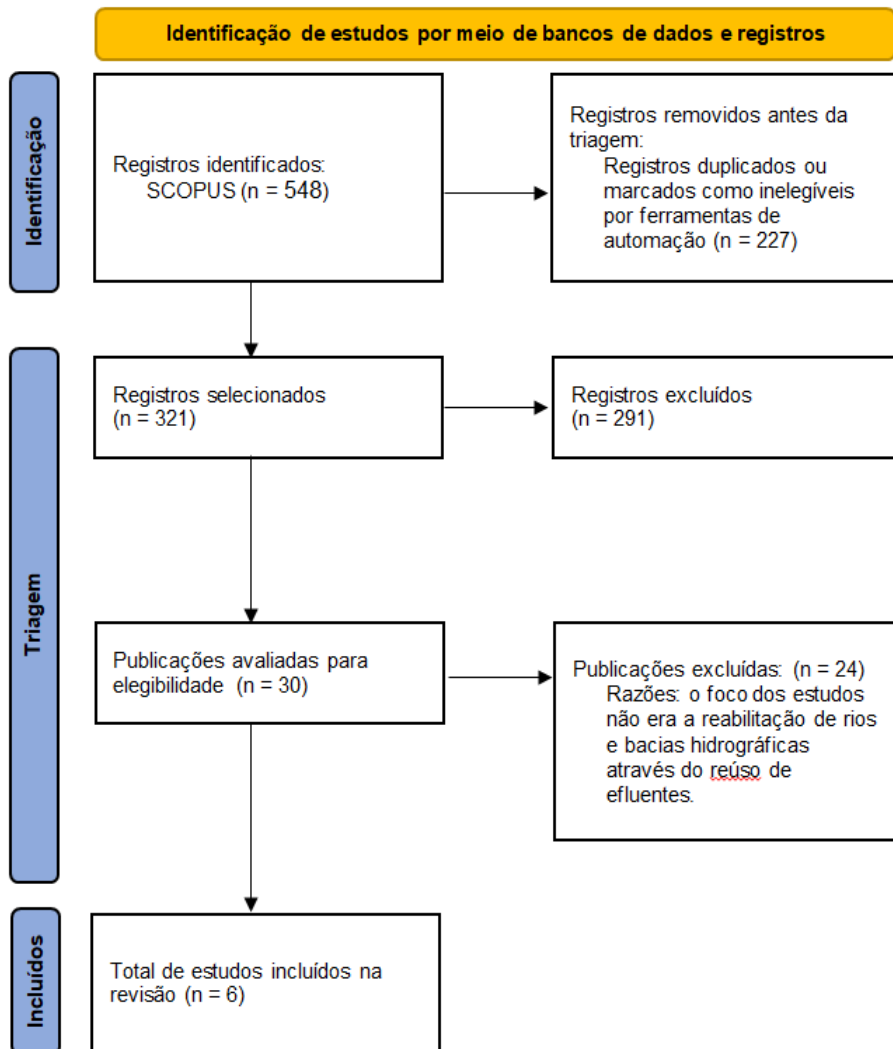 Identificação de estudos por meio de bancos de dados e registros
Identificação
Registros identificados:
SCOPUS (n = 548)
Registros removidos antes da
triagem:
Registros duplicados ou
marcados como inelegíveis
por ferramentas de
automação (n = 227)
Triagem
Registros selecionados
(n = 321)
Registros excluídos
(n = 291)
Publicações avaliadas para
elegibilidade (n = 30)
Publicações excluídas: (n = 24)
Razões: o foco dos estudos
não era a reabilitação de rios
e bacias hidrográficas
através do reúso de
efluentes.
Incluídos
Total de estudos incluídos na
revisão (n = 6)